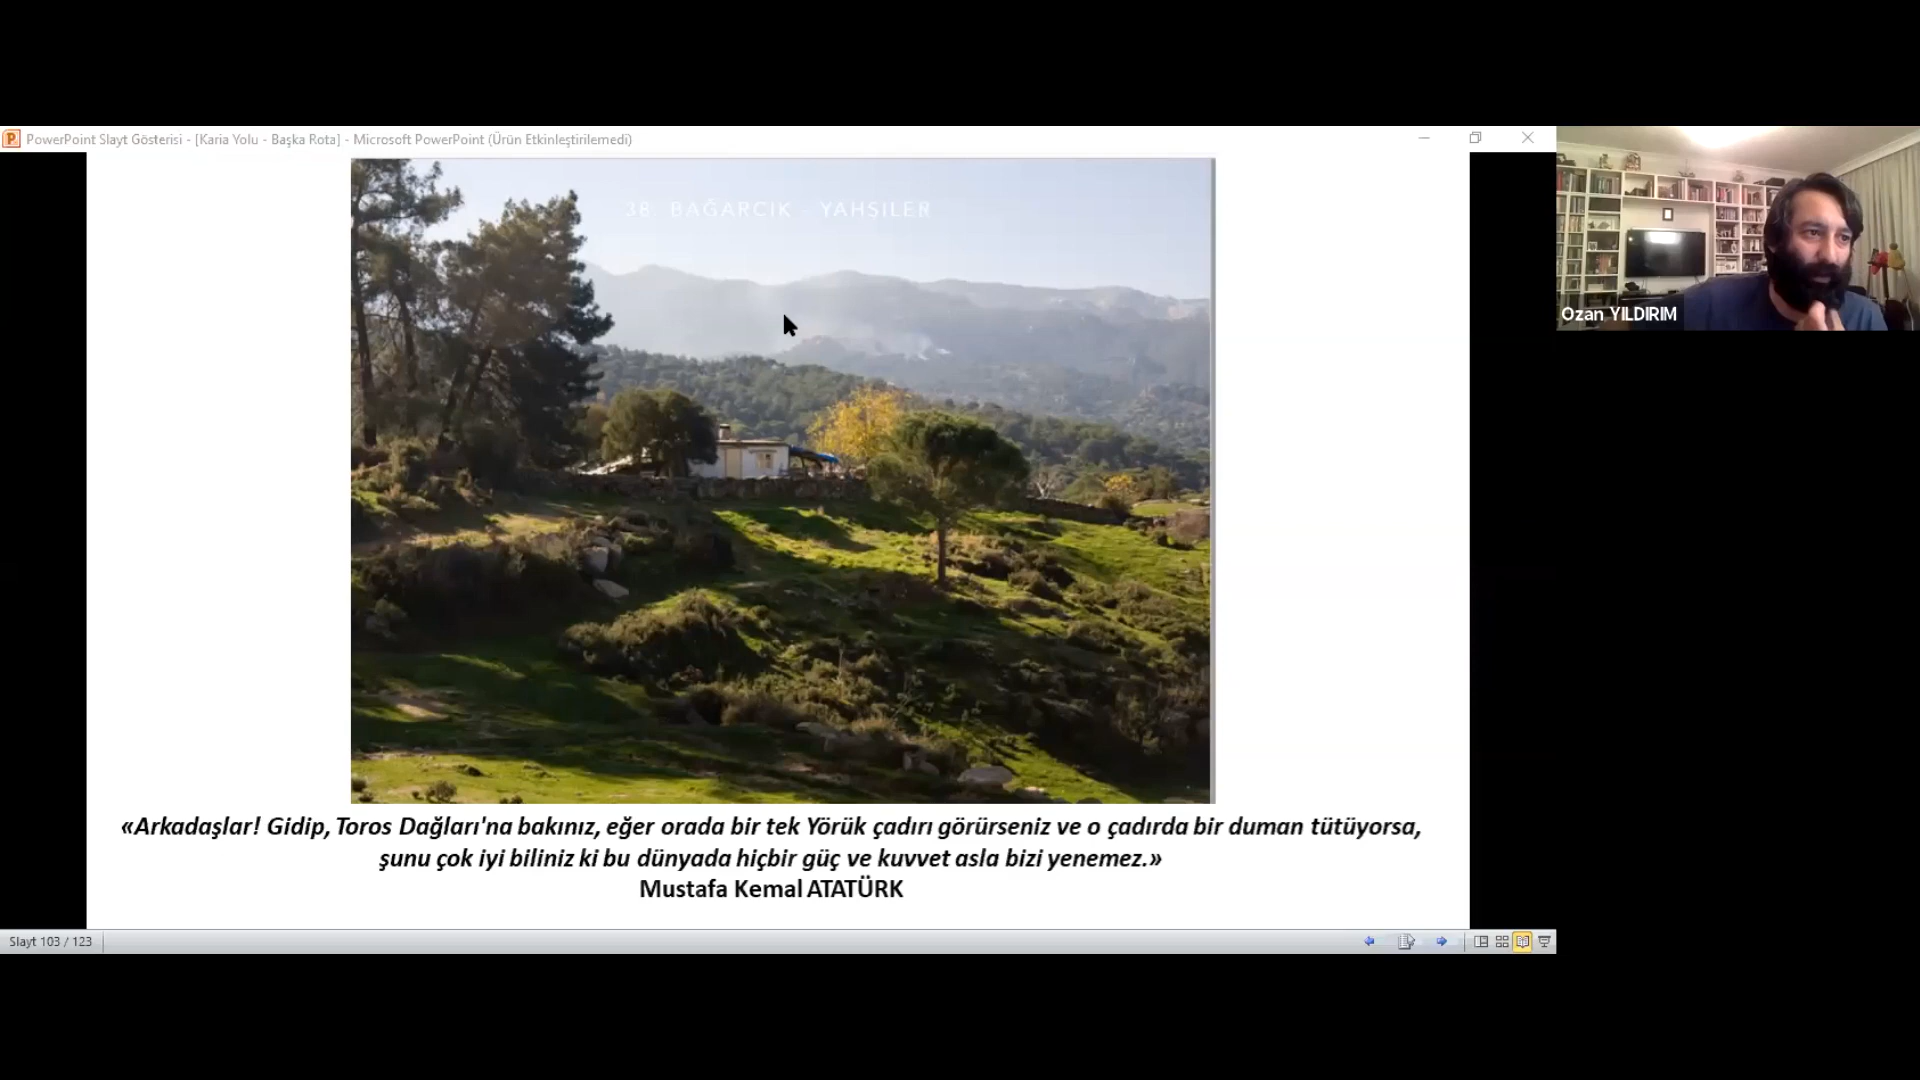 PowerPoint Slayt Gösterisi - [Karia Yolu - Başka Rota] - Microsoft PowerPoint (Ürün Etkinleştirilemedi)
38. BAĞARCIK - YAHŞILER
Ozan YILDIRIM
«Arkadaşlar! Gidip, Toros Dağları'na bakınız, eğer orada bir tek Yörük çadırı görürseniz ve o çadırda bir duman tütüyorsa,
şunu çok iyi biliniz ki bu dünyada hiçbir güç ve kuvvet asla bizi yenemez.»
Mustafa Kemal ATATÜRK
Slayt 103 / 123